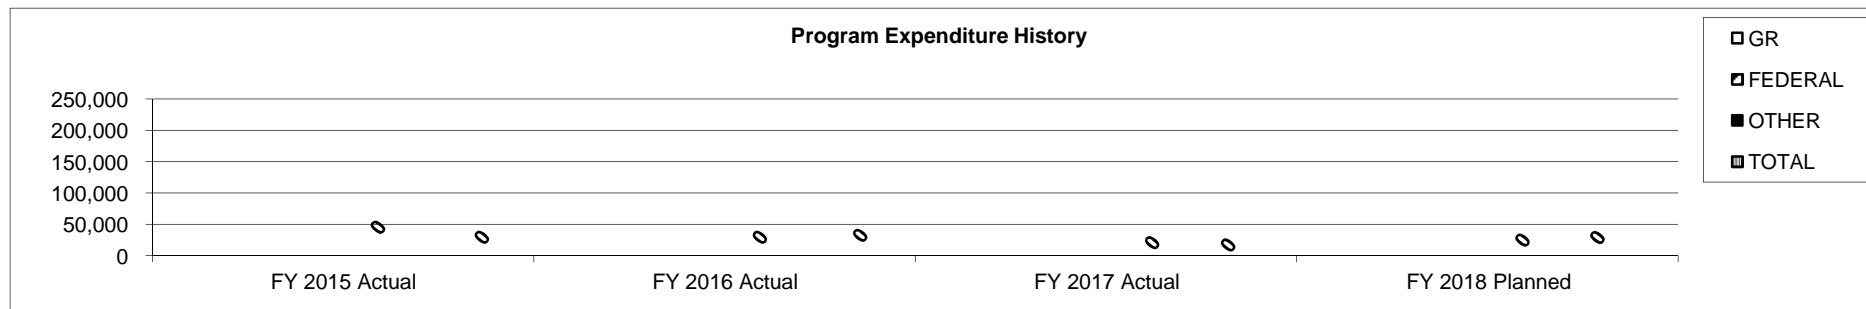 Program Expenditure History
GR
FEDERAL
OTHER
TOTAL
250,000
200,000
150,000
100,000
50,000
0
0 0 0 0 0 0 0 0
FY 2015 Actual FY 2016 Actual FY 2017 Actual FY 2018 Planned